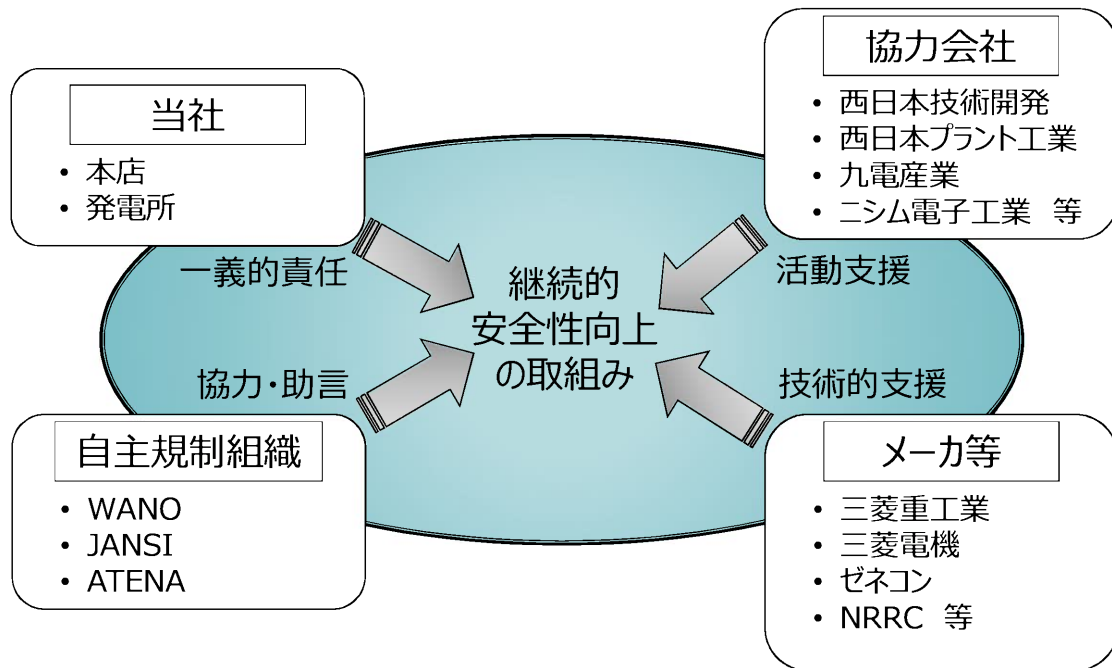 当社
• 本店
• 発電所
協力会社
• 西日本技術開発
• 西日本プラント工業
• 九電産業
• ニシム電子工業　等
一義的責任
活動支援
継続的
安全性向上
の取組み
協力・助言
技術的支援
自主規制組織
• WANO
• JANSI
• ATENA
メーカ等
• 三菱重工業
• 三菱電機
• ゼネコン
• NRRC　等